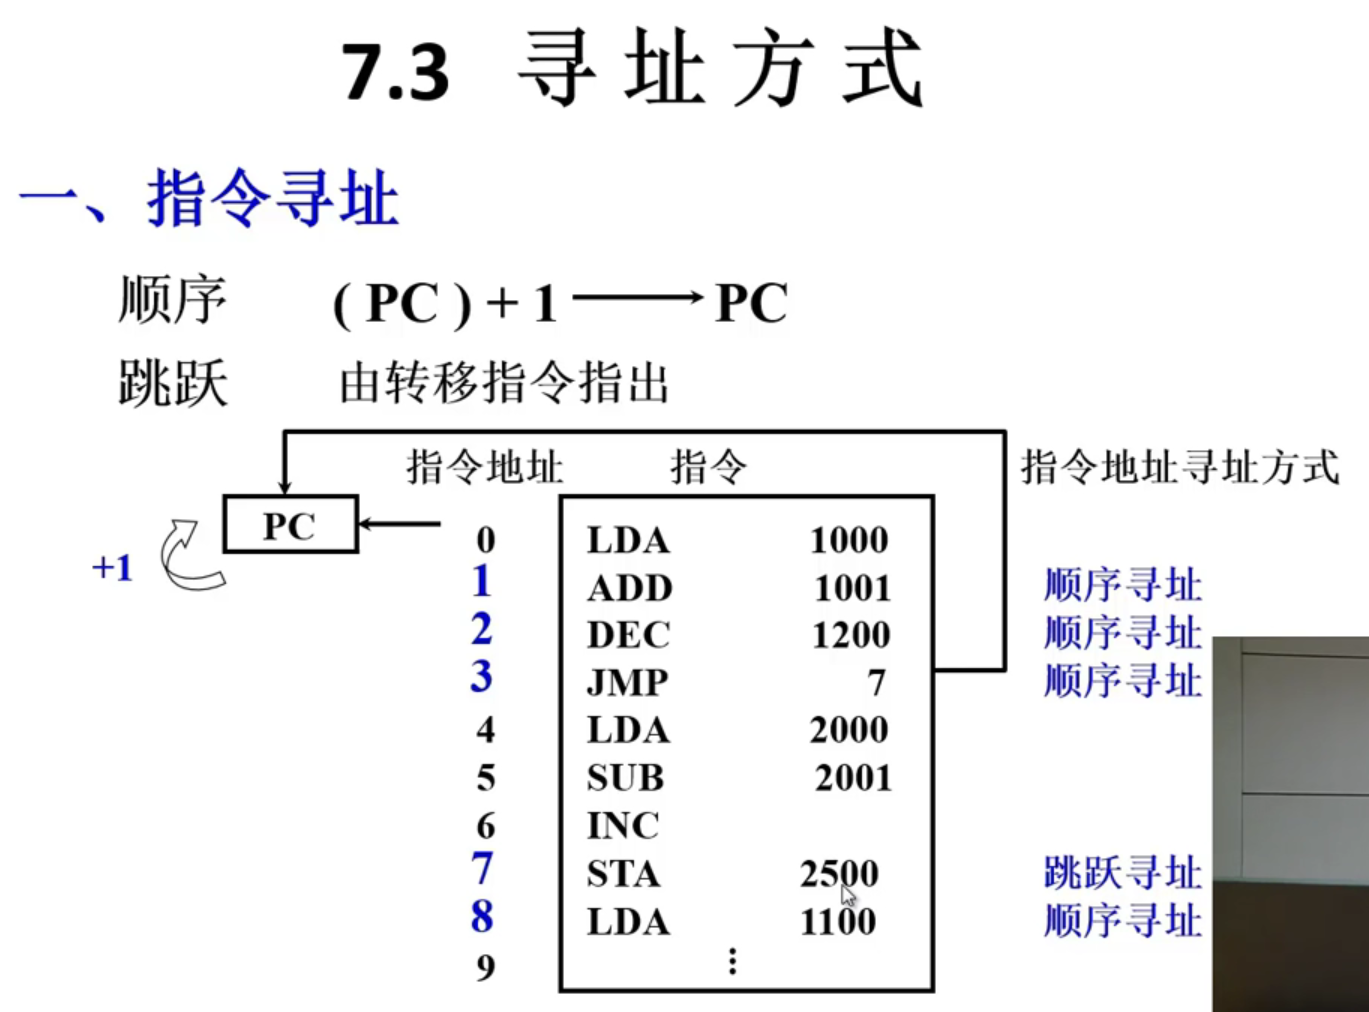 7.3 寻址方式
一、指令寻址
顺序 ( PC ) + 1 ⟶ PC
跳跃 由转移指令指出
指令地址 指令 指令地址寻址方式
PC
+1
0 LDA 1000
1 ADD 1001 顺序寻址
2 DEC 1200 顺序寻址
3 JMP 7 顺序寻址
4 LDA 2000
5 SUB 2001
6 INC
7 STA 2500 跳跃寻址
8 LDA 1100 顺序寻址
9 ⋮